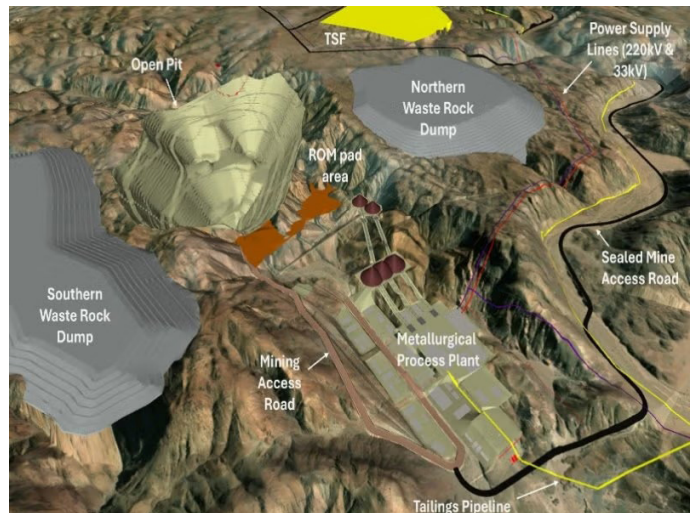 TSF
Power Supply
Lines (220kV &
33kV)
Open Pit
Northern
Waste Rock
Dump
ROM pad
area
Sealed Mine
Access Road
Southern
Waste Rock
Dump
Metallurgical
Process Plant
Mining
Access
Road
Tailings Pipeline